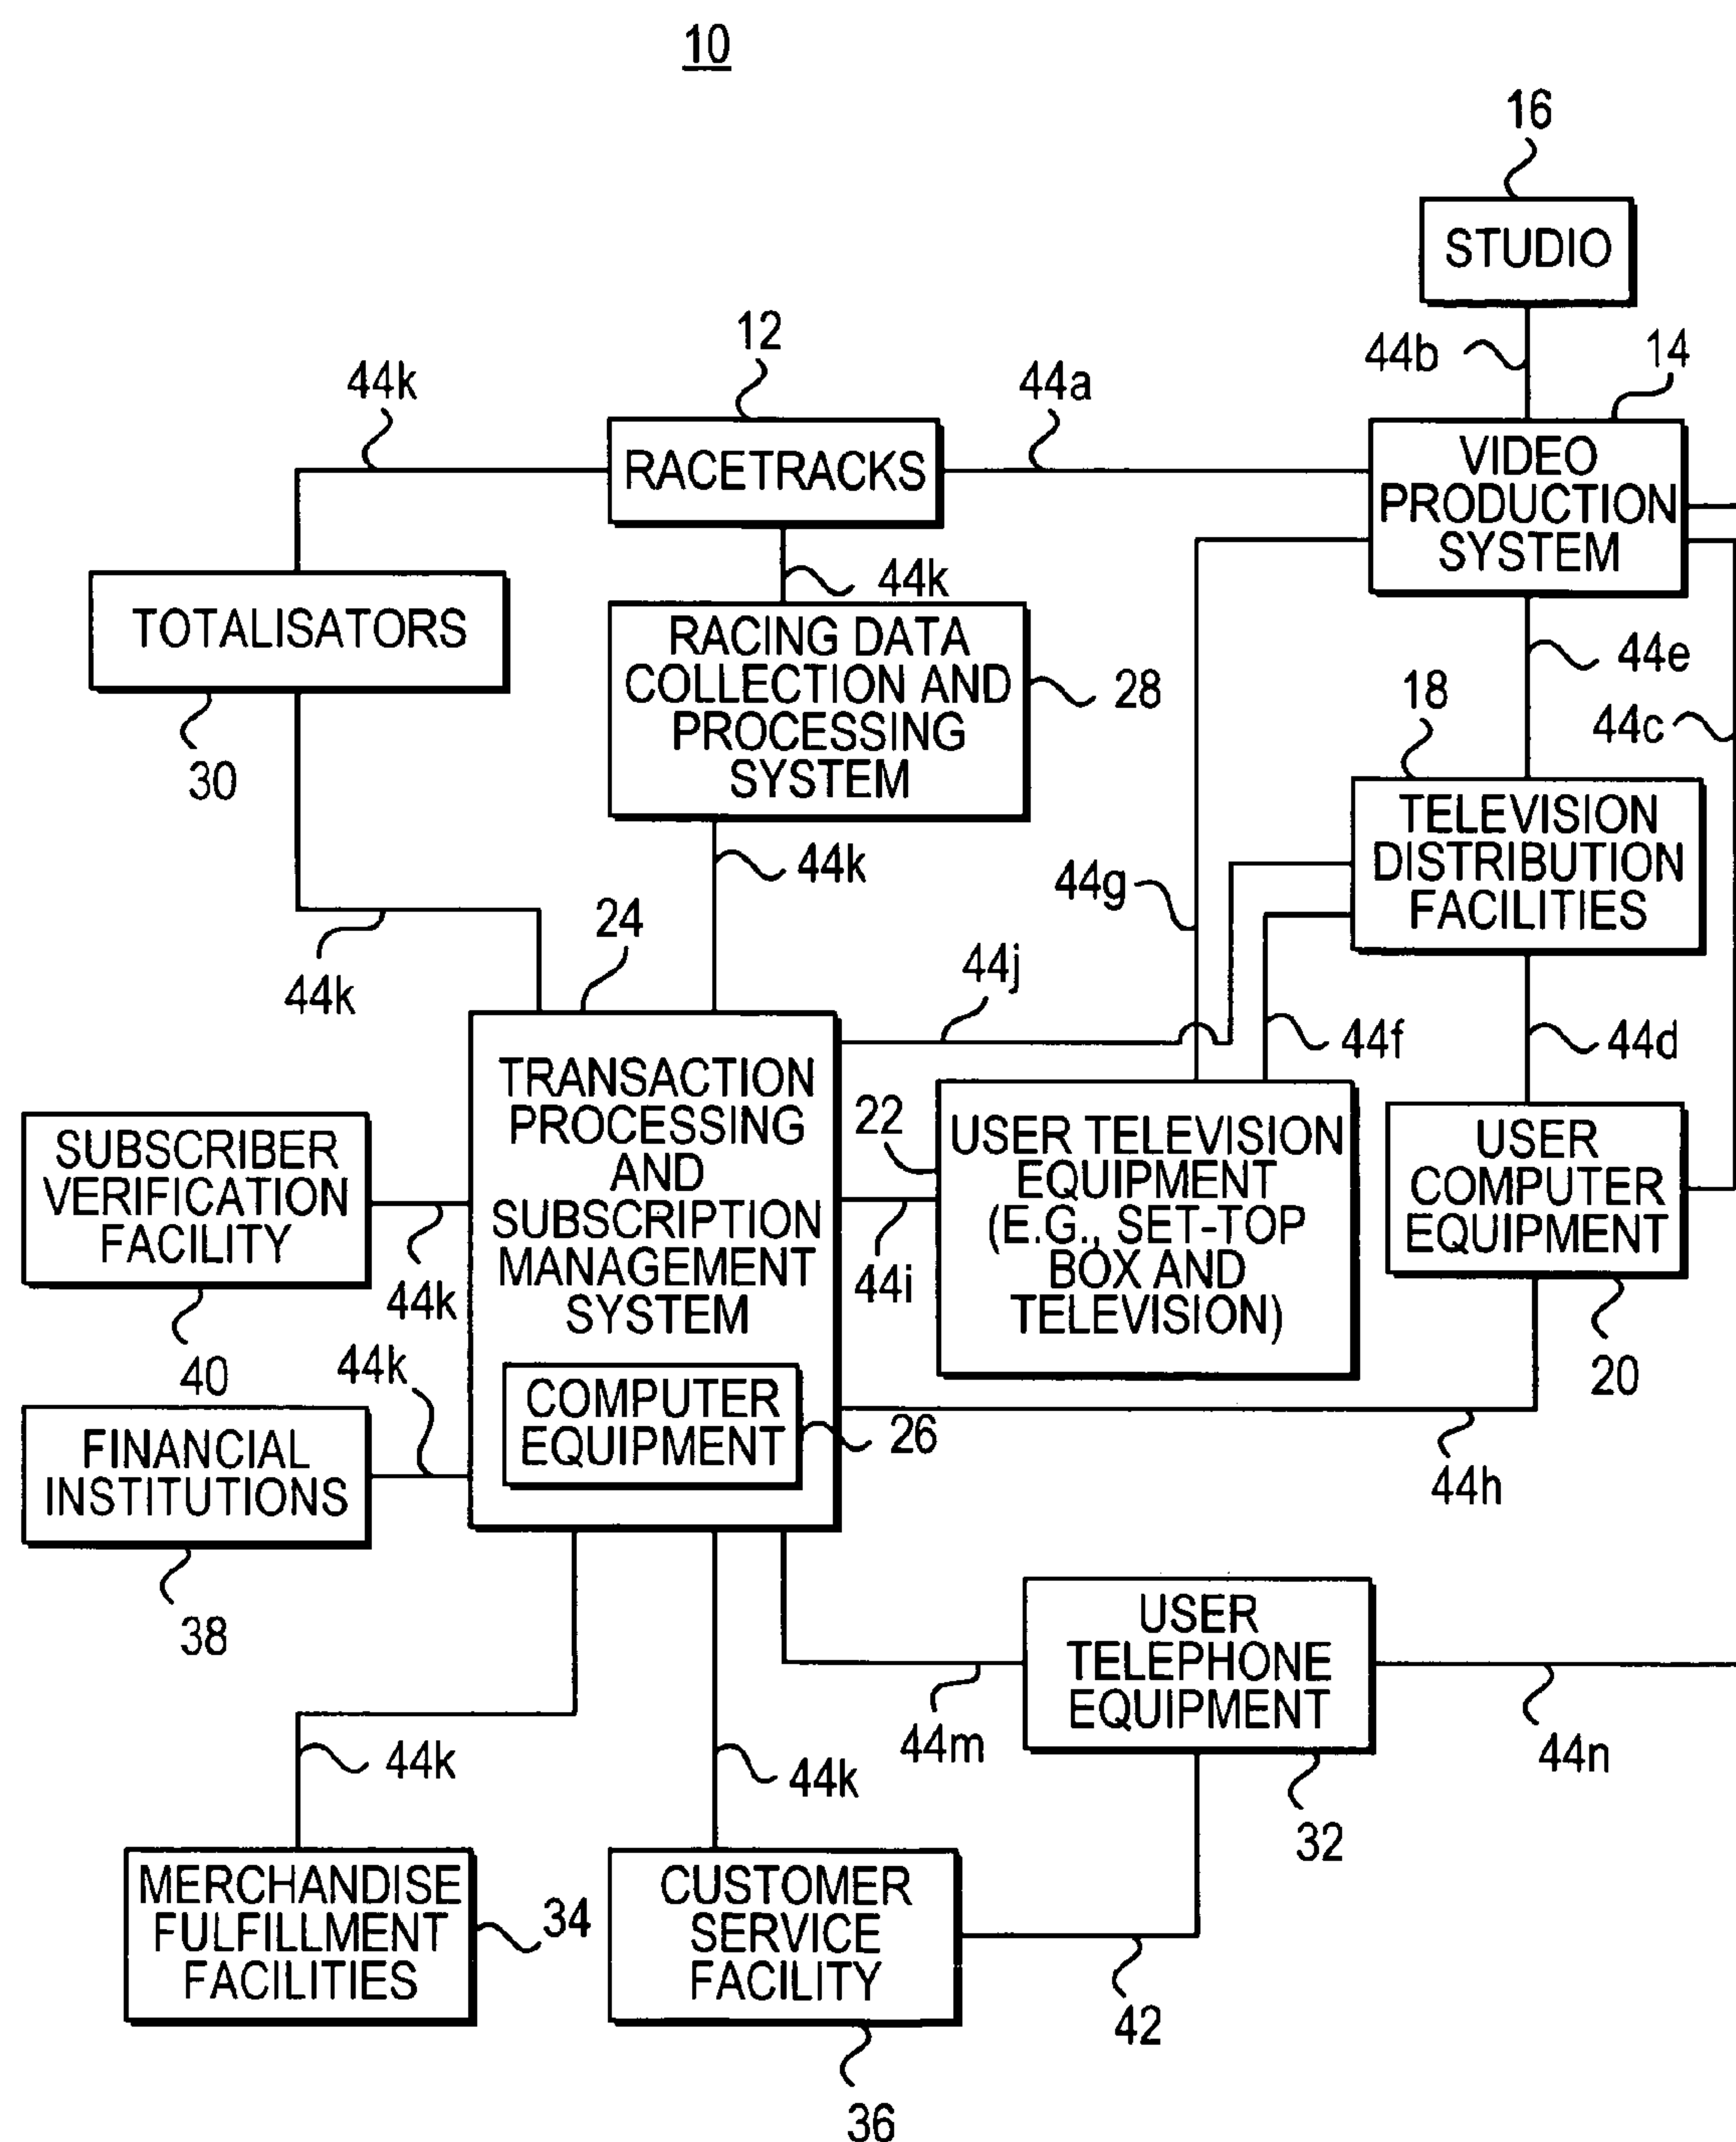 10
16
STUDIO
12
44b
14
44k
44a
RACETRACKS
VIDEO
PRODUCTION
SYSTEM
44k
TOTALISATORS
RACING DATA
COLLECTION AND
PROCESSING
SYSTEM
28
44e
18
44c
30
TELEVISION
DISTRIBUTION
FACILITIES
44k
44g
24
44k
44j
44f
44d
TRANSACTION
PROCESSING
AND
SUBSCRIPTION
MANAGEMENT
SYSTEM
22
USER TELEVISION
EQUIPMENT
(E.G., SET-TOP
BOX AND
TELEVISION)
USER
COMPUTER
EQUIPMENT
SUBSCRIBER
VERIFICATION
FACILITY
44k
44i
40
44k
20
COMPUTER
EQUIPMENT
26
FINANCIAL
INSTITUTIONS
44h
38
USER
TELEPHONE
EQUIPMENT
44k
44k
44m
44n
32
MERCHANDISE
FULFILLMENT
FACILITIES
34
CUSTOMER
SERVICE
FACILITY
42
36